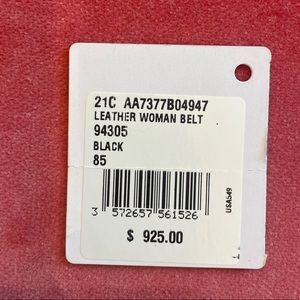 21C AA7377B04947
LEATHER WOMAN BELT
94305
BLACK
85
3 572657 561526
USA549
$ 925.00